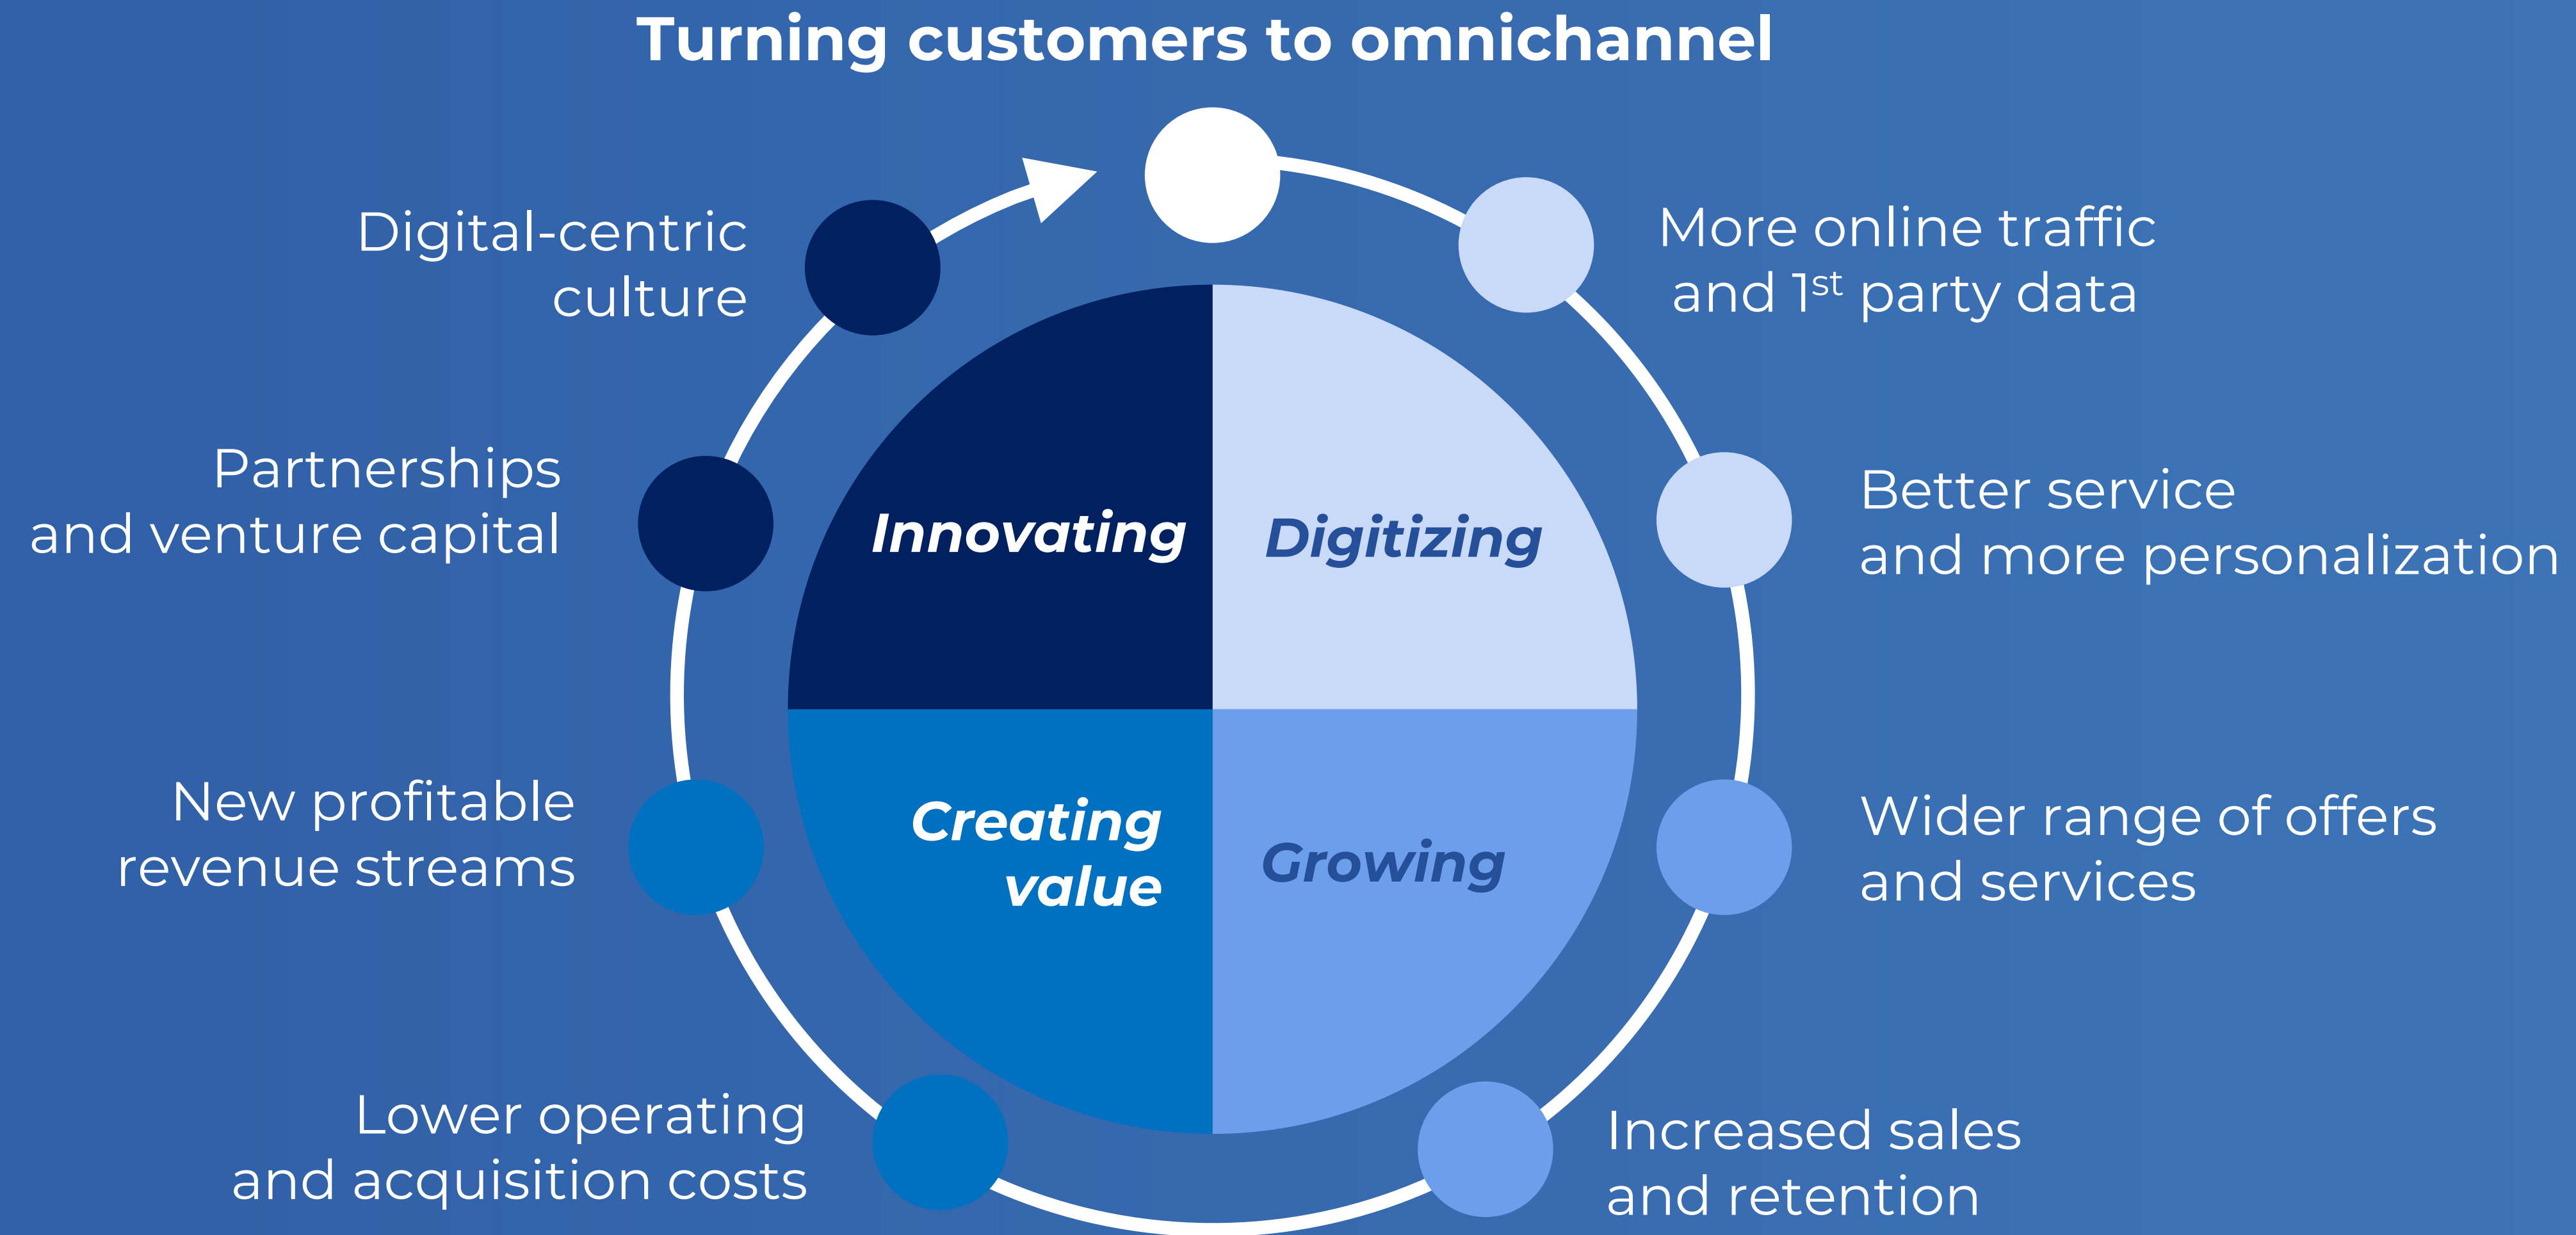 Turning customers to omnichannel
More online traffic
and 1st party data
Better service
and more personalization
Wider range of offers
and services
Increased sales
and retention
Lower operating
and acquisition costs
New profitable
revenue streams
Partnerships
and venture capital
Digital-centric
culture
Innovating
Digitizing
Growing
Creating
value